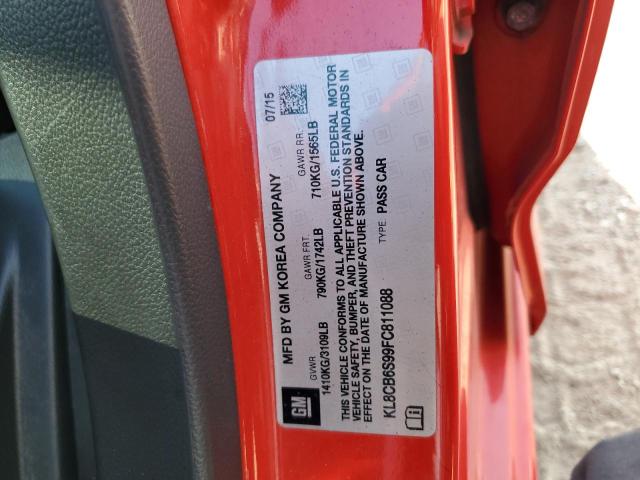 MFD BY GM KOREA COMPANY 07/15
GVWR GAWR FRT. GAWR RR.
1410KG/3109LB 790KG/1742LB 710KG/1565LB
THIS VEHICLE CONFORMS TO ALL APPLICABLE U.S. FEDERAL MOTOR
VEHICLE SAFETY, BUMPER, AND THEFT PREVENTION STANDARDS IN
EFFECT ON THE DATE OF MANUFACTURE SHOWN ABOVE.
KL8CB6S99FC811088 TYPE: PASS CAR
GM